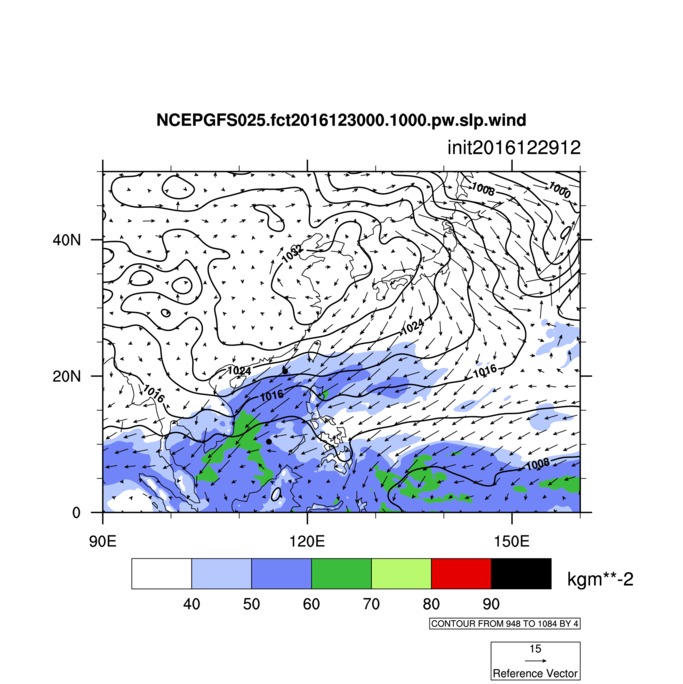 NCEPGFS025.fct2016123000.1000.pw.slp.wind
init2016122912
1008
1000
40N
1032
1024
1024
1016
20N
1016
1016
1008
0
90E
120E
150E
40
50
60
70
80
90
kgm**-2
CONTOUR FROM 948 TO 1084 BY 4
15
Reference Vector